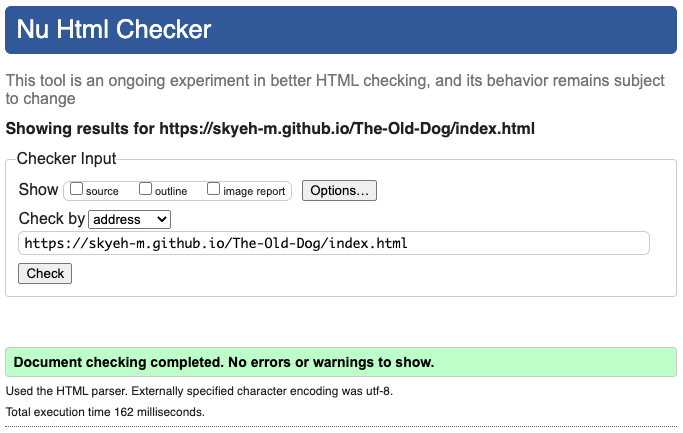 Nu Html Checker
This tool is an ongoing experiment in better HTML checking, and its behavior remains subject
to change
Showing results for https://skyeh-m.github.io/The-Old-Dog/index.html
Checker Input
Show source outline image report Options...
Check by address
https://skyeh-m.github.io/The-Old-Dog/index.html
Check
Document checking completed. No errors or warnings to show.
Used the HTML parser. Externally specified character encoding was utf-8.
Total execution time 162 milliseconds.